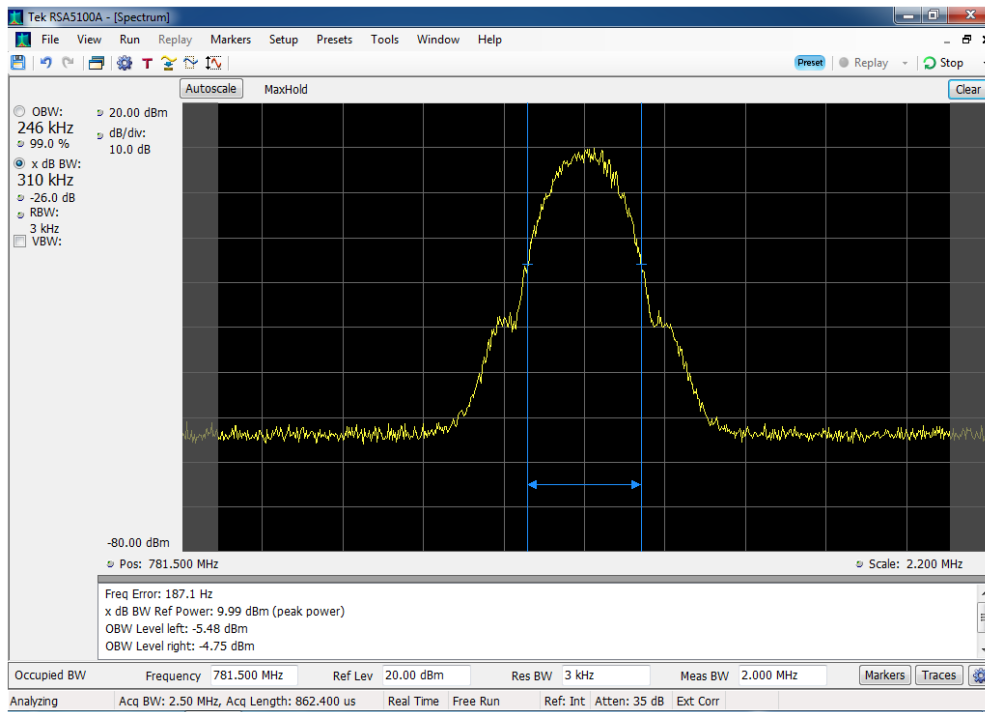 Tek RSA5100A - [Spectrum]
File View Run Replay Markers Setup Presets Tools Window Help
T Preset Replay Stop
Autoscale MaxHold Clear
OBW:
246 kHz
99.0 %
x dB BW:
310 kHz
-26.0 dB
RBW:
3 kHz
VBW:
20.00 dBm
dB/div:
10.0 dB
-80.00 dBm
Pos: 781.500 MHz Scale: 2.200 MHz
Freq Error: 187.1 Hz
x dB BW Ref Power: 9.99 dBm (peak power)
OBW Level left: -5.48 dBm
OBW Level right: -4.75 dBm
Occupied BW Frequency 781.500 MHz Ref Lev 20.00 dBm Res BW 3 kHz Meas BW 2.000 MHz Markers Traces
Analyzing Acq BW: 2.50 MHz, Acq Length: 862.400 us Real Time Free Run Ref: Int Atten: 35 dB Ext Corr